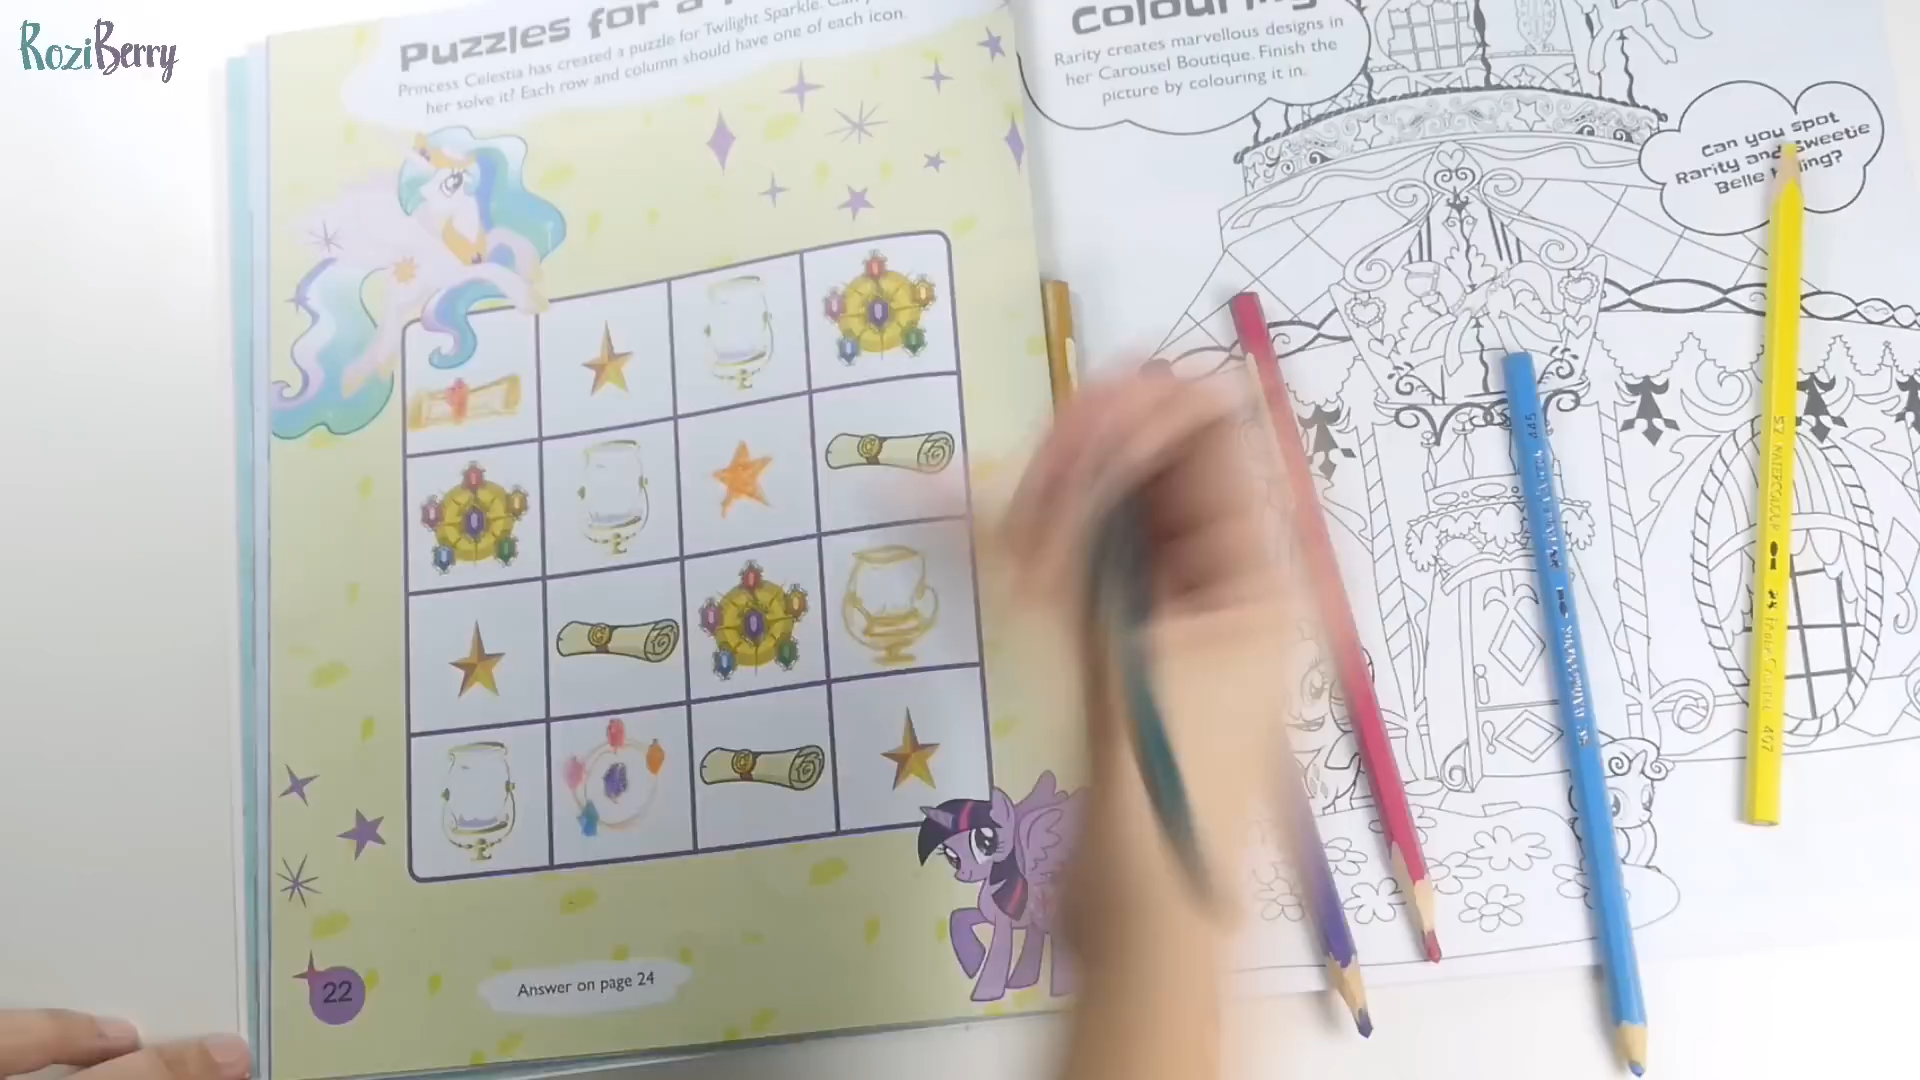 RoziBerry
Puzzles for a
Princess Celestia has created a puzzle for Twilight Sparkle.
her solve it? Each row and column should have one of each icon.
22
Answer on page 24
Colouring
Rarity creates marvellous designs in
her Carousel Boutique. Finish the
picture by colouring it in.
Can you spot
Rarity and Sweetie
Belle
445
407